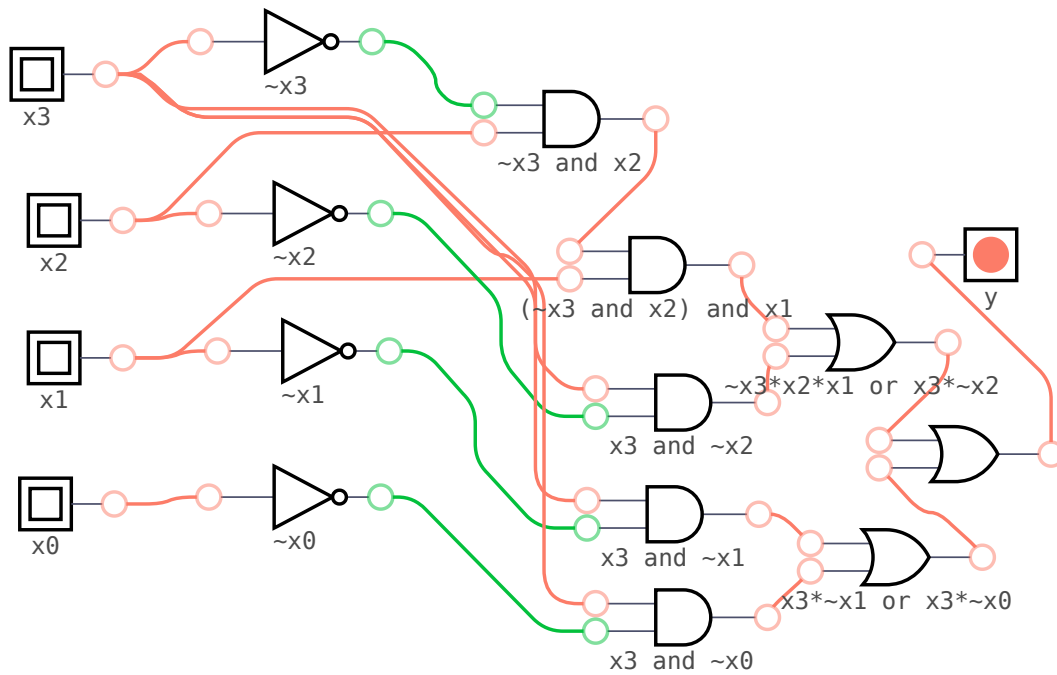 x3
~x3
~x3 and x2
x2
~x2
(~x3 and x2) and x1
y
x1
~x1
~x3*x2*x1 or x3*~x2
x3 and ~x2
x0
~x0
x3 and ~x1
x3*~x1 or x3*~x0
x3 and ~x0